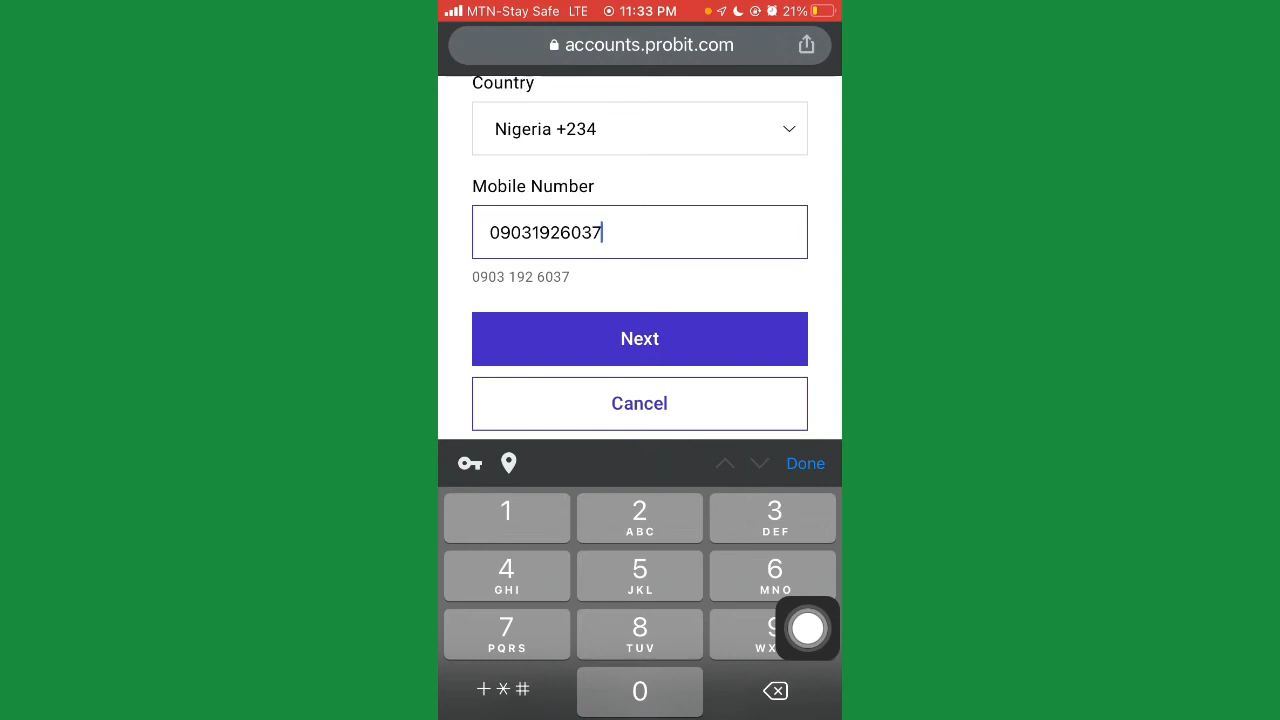 MTN-Stay Safe LTE 11:33 PM 21%
accounts.probit.com
Country
Nigeria +234
Mobile Number
09031926037
0903 192 6037
Next
Cancel
Done
1 2 3
ABC DEF
4 5 6
GHI JKL MNO
7 8 9
PQRS TUV WX
+*# 0